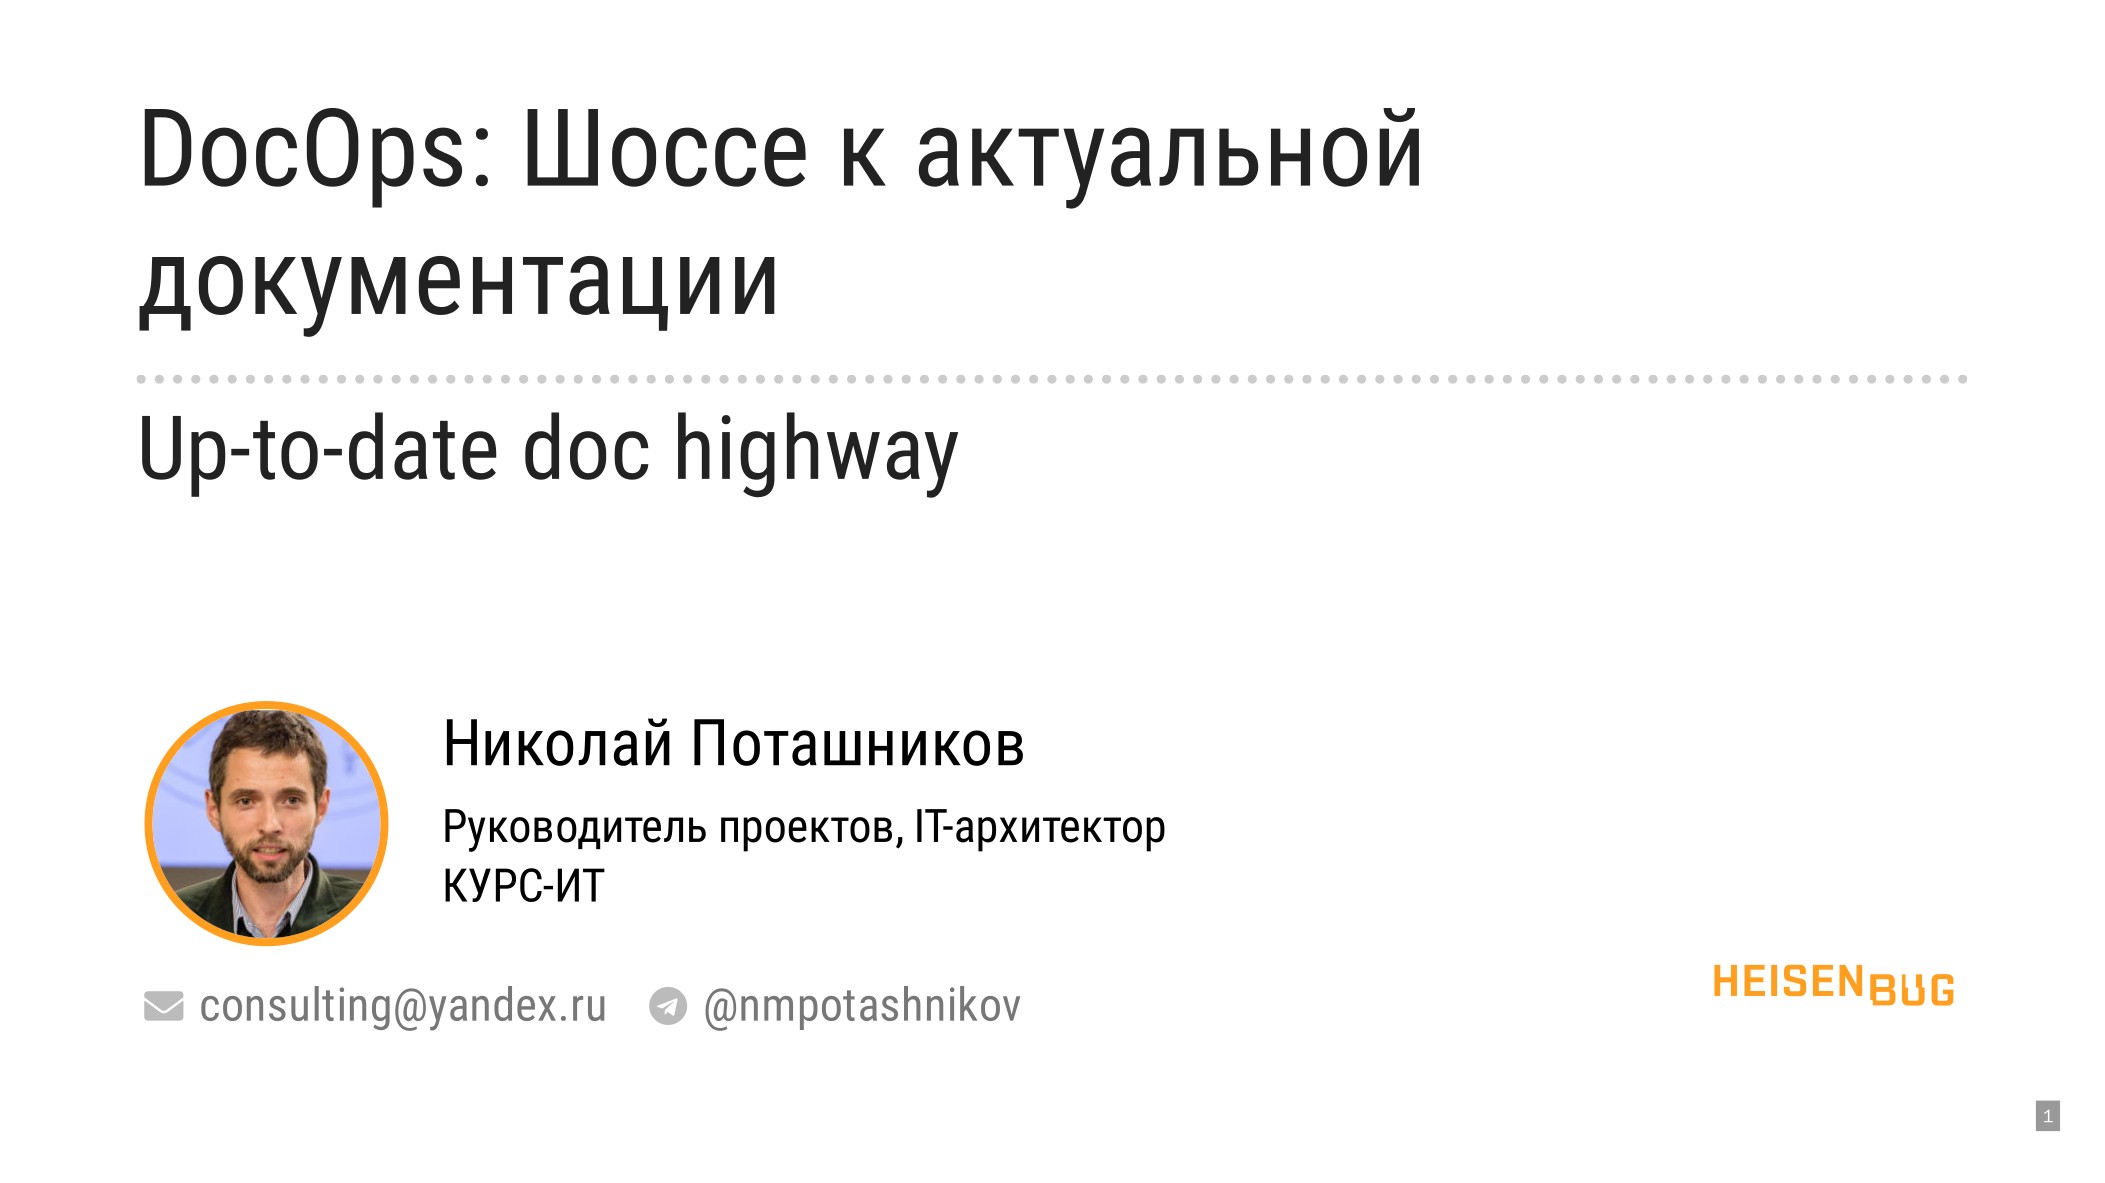 DocOps: Шоссе к актуальной
документации
Up-to-date doc highway
Николай Поташников
Руководитель проектов, IT-архитектор
КУРС-ИТ
consulting@yandex.ru @nmpotashnikov
HEISENBUG
1